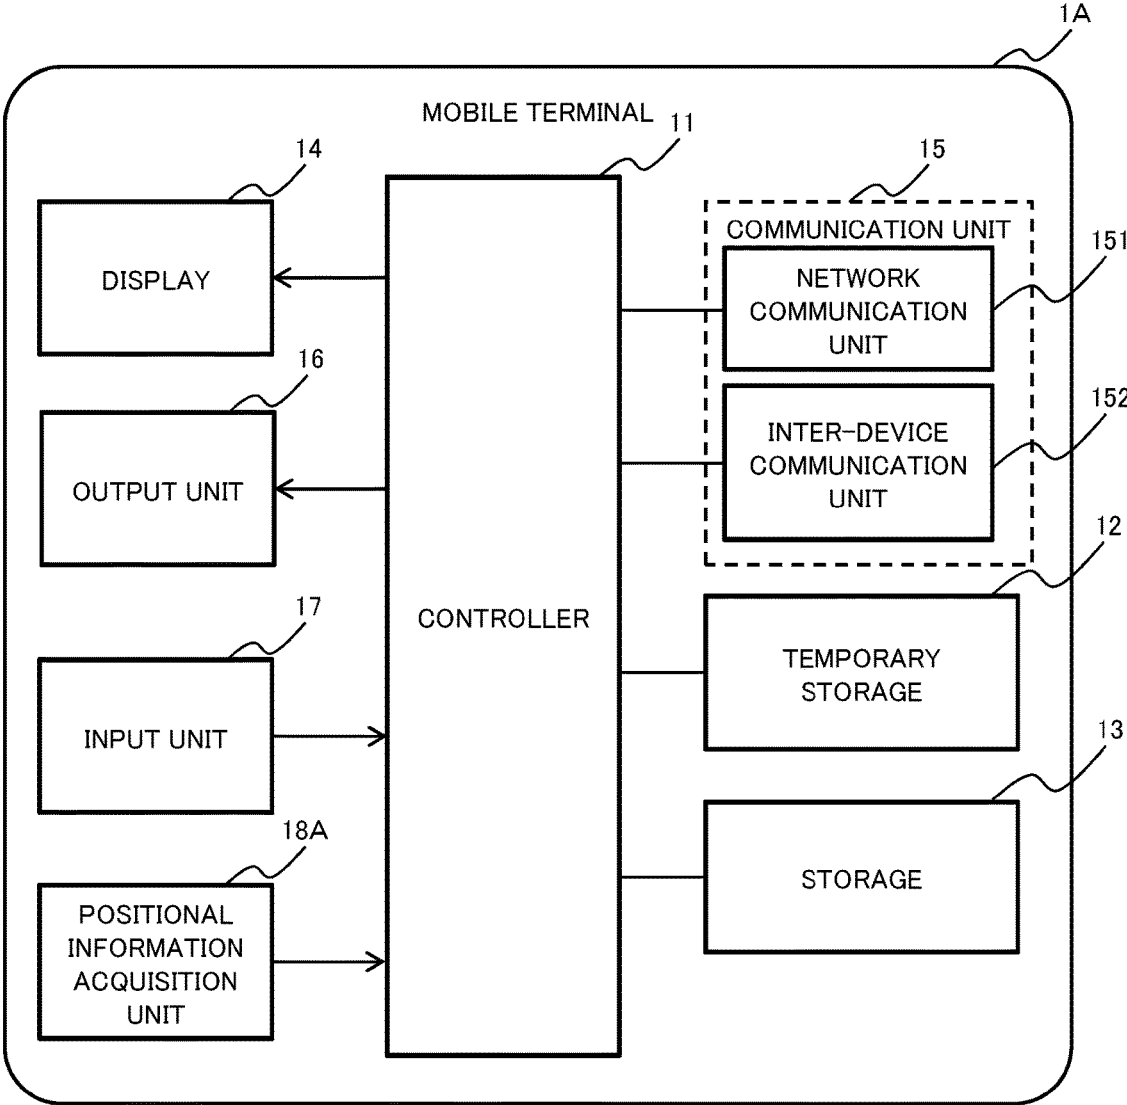 1A
MOBILE TERMINAL
11
14
DISPLAY
16
OUTPUT UNIT
17
INPUT UNIT
18A
POSITIONAL
INFORMATION
ACQUISITION
UNIT
CONTROLLER
15
COMMUNICATION UNIT
151
NETWORK
COMMUNICATION
UNIT
152
INTER-DEVICE
COMMUNICATION
UNIT
12
TEMPORARY
STORAGE
13
STORAGE